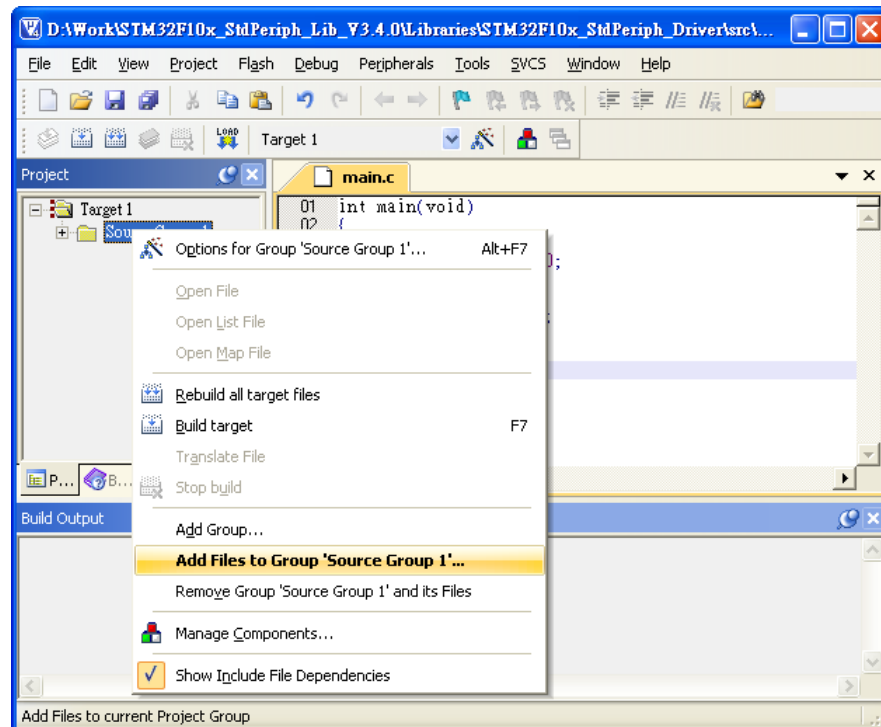 D:\Work\STM32F10x_StdPeriph_Lib_V3.4.0\Libraries\STM32F10x_StdPeriph_Driver\src\...
File Edit View Project Flash Debug Peripherals Tools SVCS Window Help
LOAD Target 1
Project
main.c
Target 1
01 int main(void)
02 {
Options for Group 'Source Group 1'... Alt+F7
Open File
Open List File
Open Map File
Rebuild all target files
Build target F7
Translate File
Stop build
P... B...
Add Group...
Build Output
Add Files to Group 'Source Group 1'...
Remove Group 'Source Group 1' and its Files
Manage Components...
Show Include File Dependencies
Add Files to current Project Group